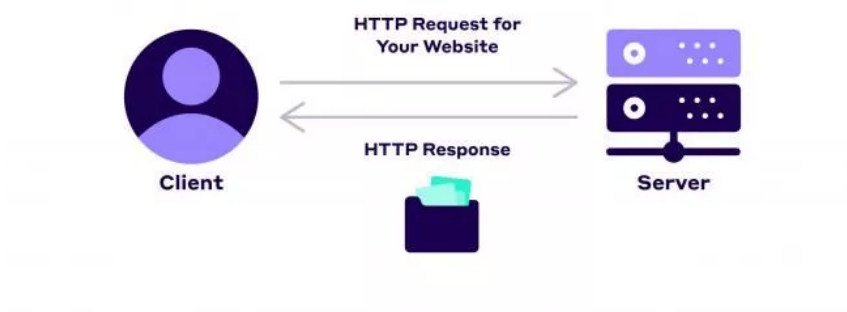 HTTP Request for
Your Website
HTTP Response
Client
Server